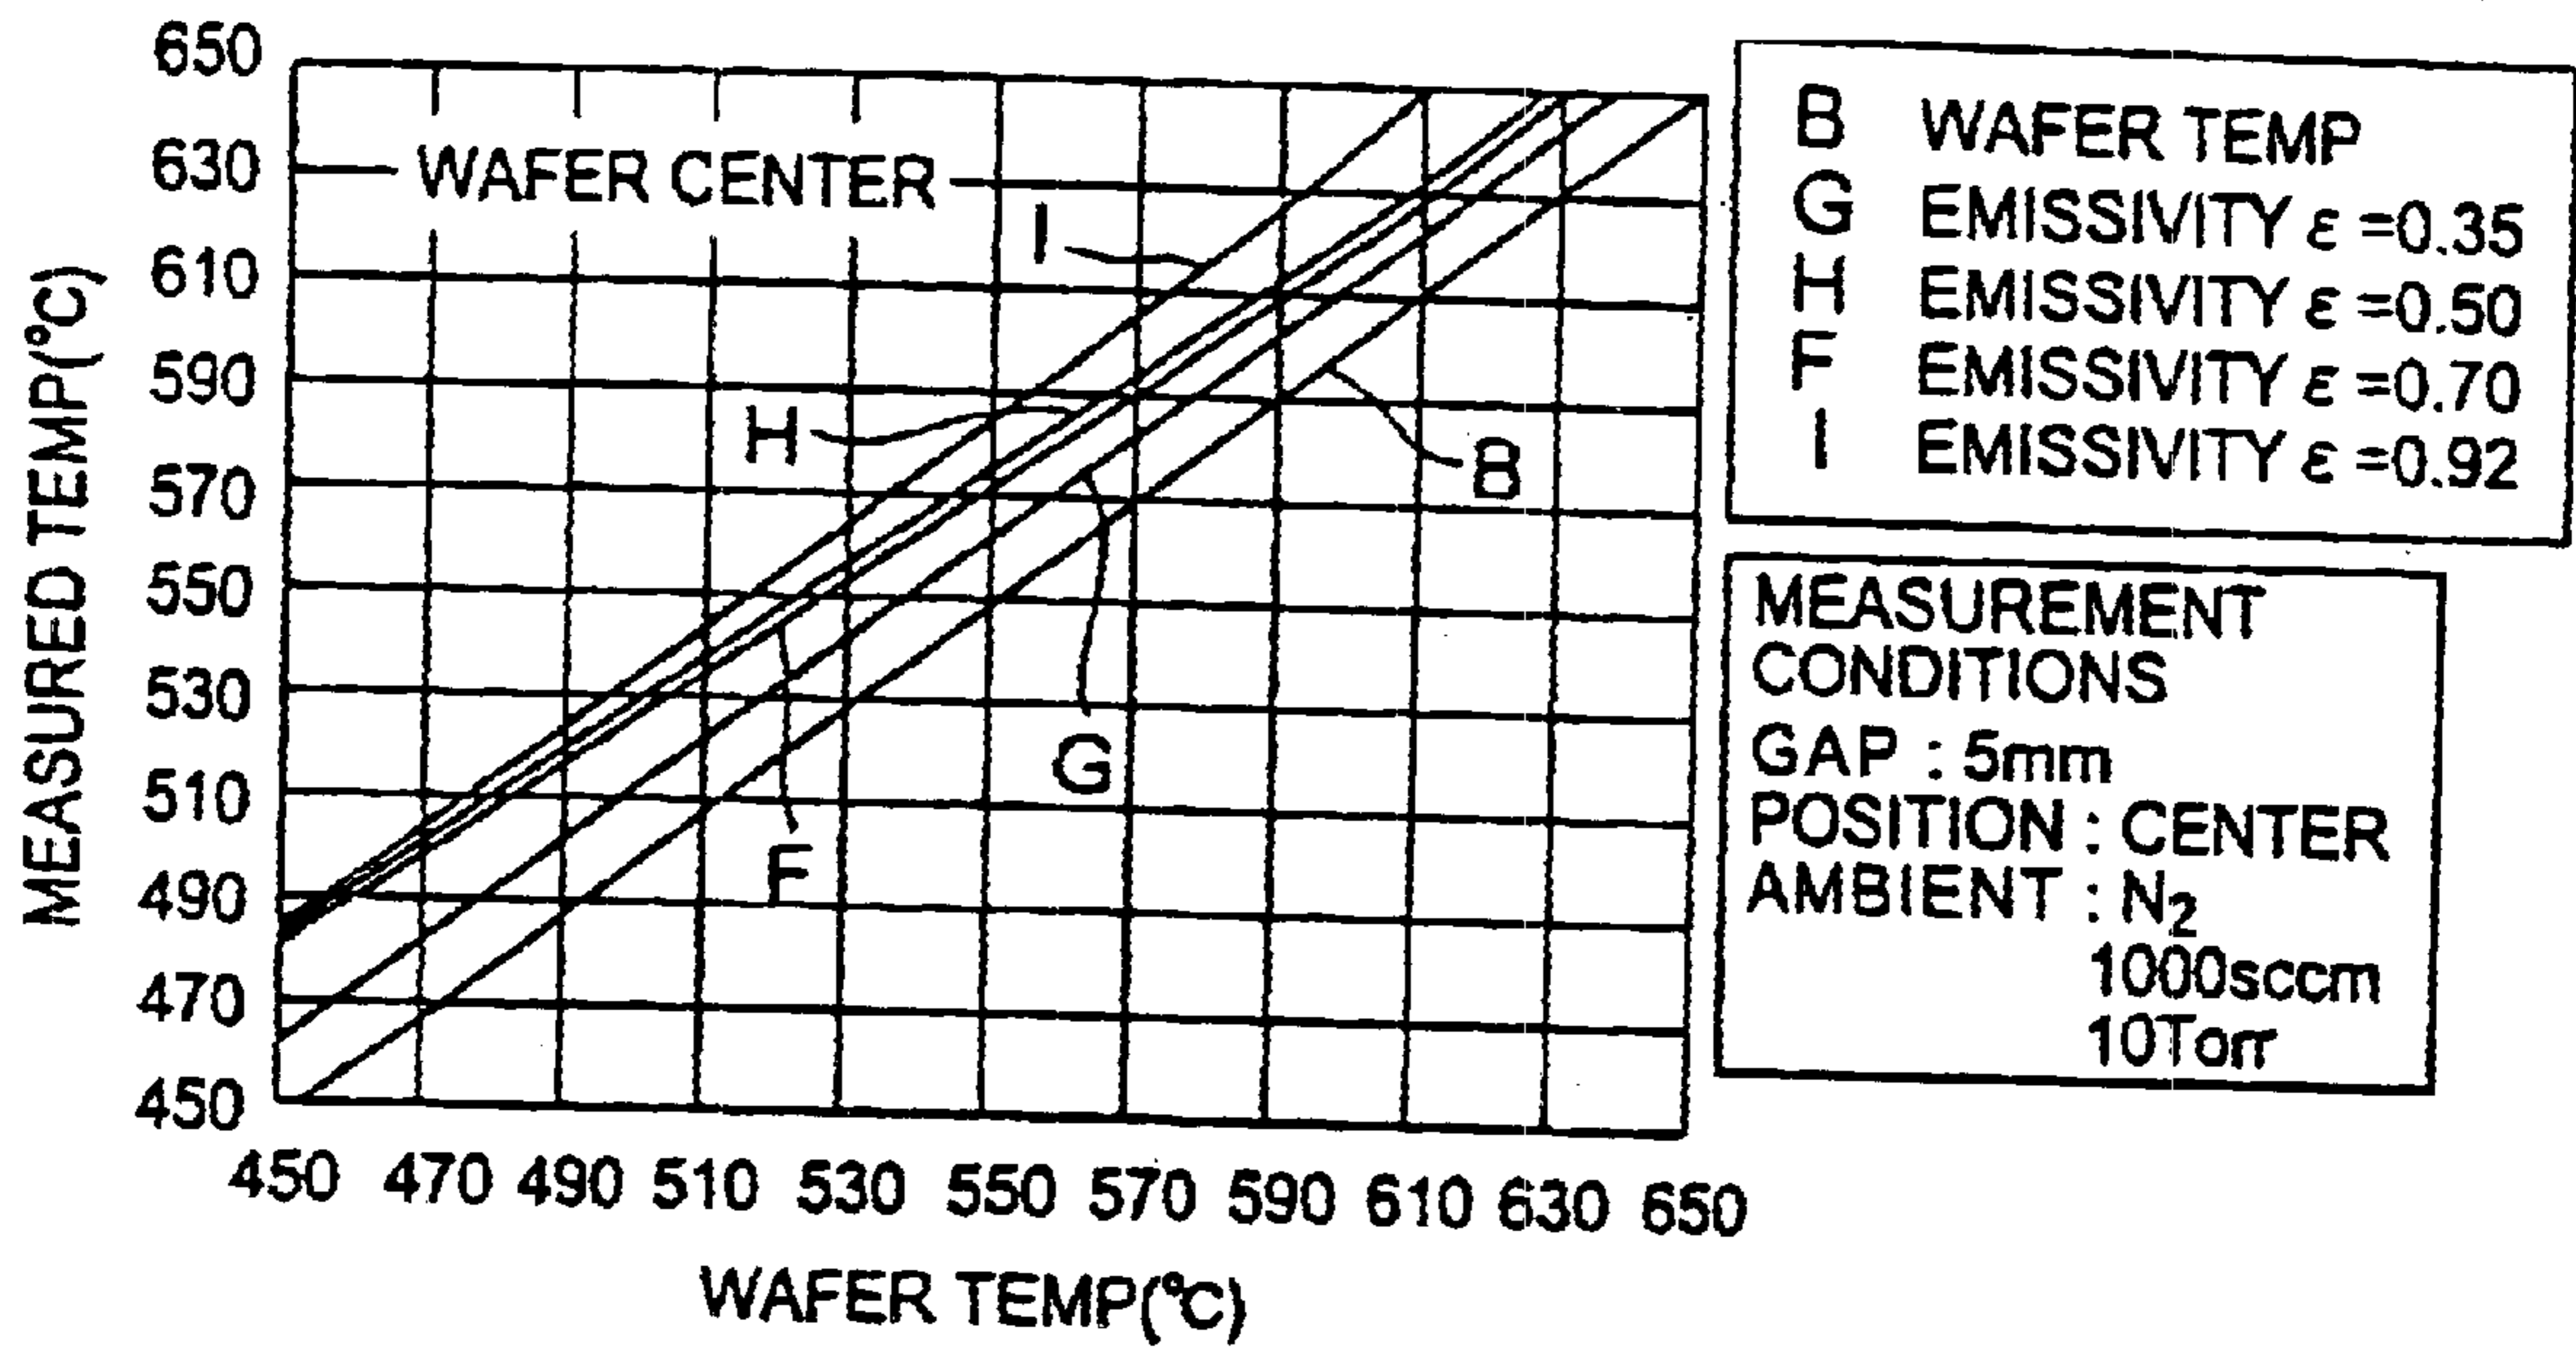 650
630
610
590
570
550
530
510
490
470
450
MEASURED TEMP(°C)
WAFER CENTER
I
H
B
G
F
450 470 490 510 530 550 570 590 610 630 650
WAFER TEMP(°C)
B WAFER TEMP
G EMISSIVITY ε =0.35
H EMISSIVITY ε =0.50
F EMISSIVITY ε =0.70
I EMISSIVITY ε =0.92
MEASUREMENT
CONDITIONS
GAP : 5mm
POSITION : CENTER
AMBIENT : N₂
1000sccm
10Torr